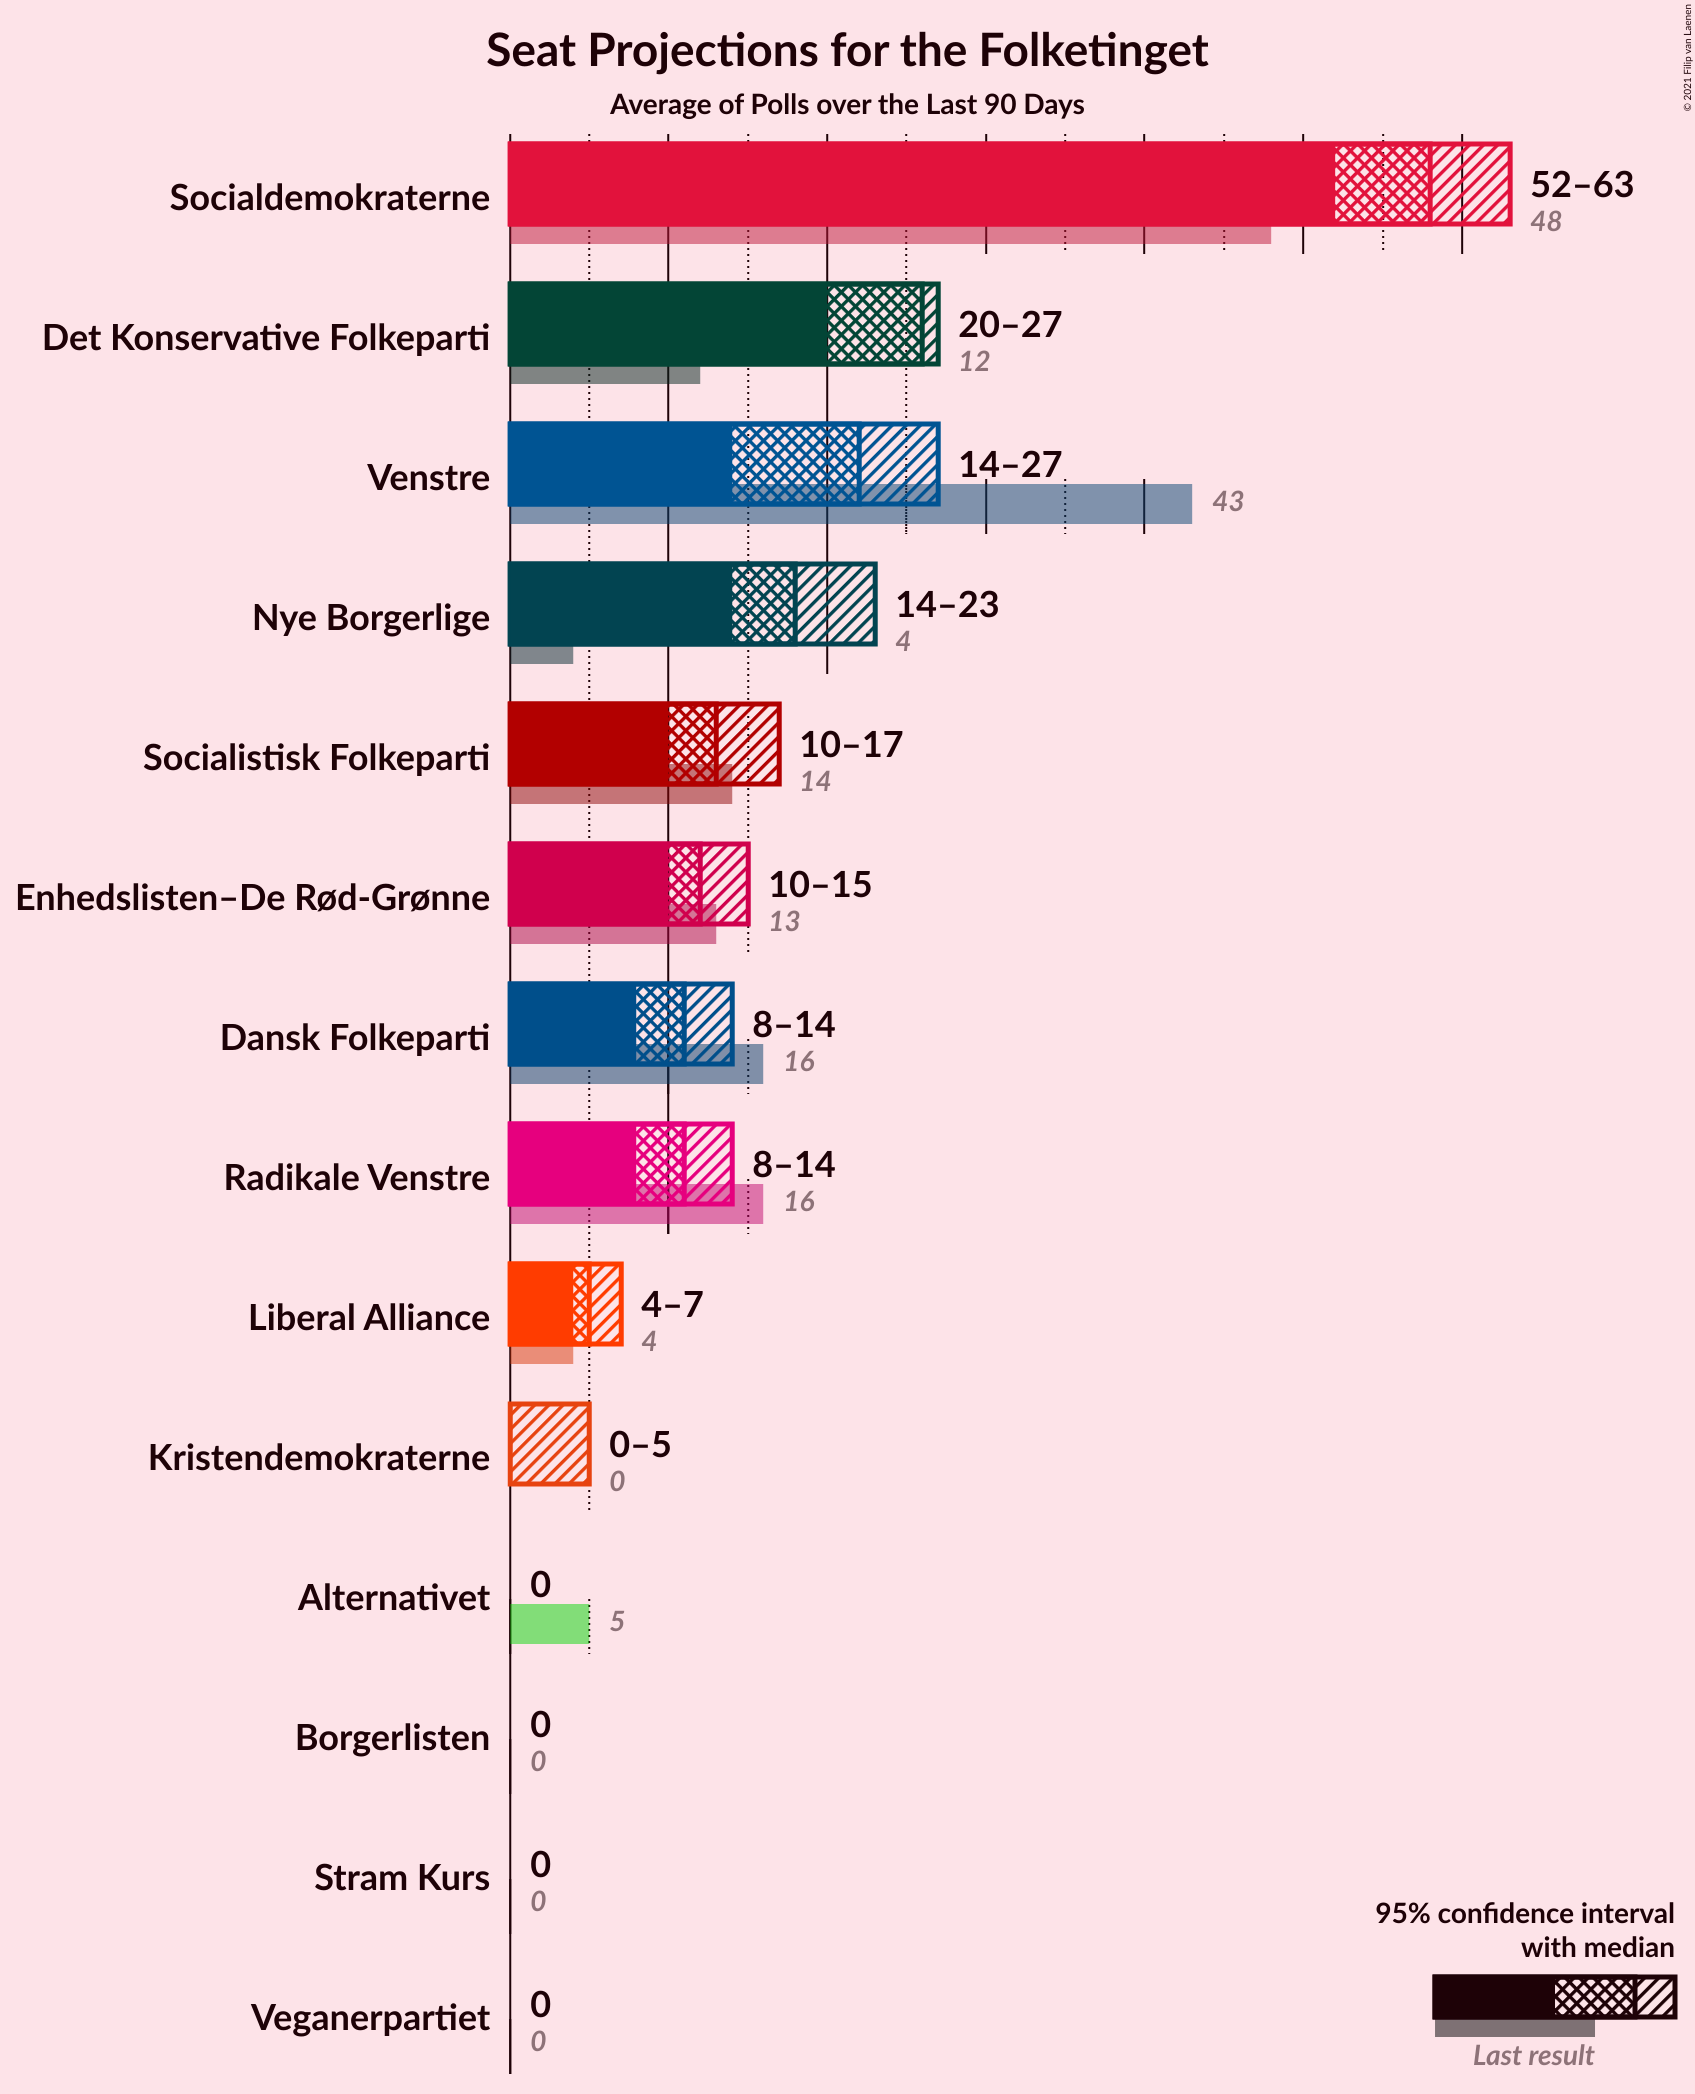 Seat Projections for the Folketinget
Average of Polls over the Last 90 Days
© 2021 Filip van Laenen
Socialdemokraterne
52–63
48
Det Konservative Folkeparti
20–27
12
Venstre
14–27
43
Nye Borgerlige
14–23
4
Socialistisk Folkeparti
10–17
14
Enhedslisten–De Rød-Grønne
10–15
13
Dansk Folkeparti
8–14
16
Radikale Venstre
8–14
16
Liberal Alliance
4–7
4
Kristendemokraterne
0–5
0
Alternativet
0
5
Borgerlisten
0
0
Stram Kurs
0
0
Veganerpartiet
0
0
95% confidence interval
with median
Last result